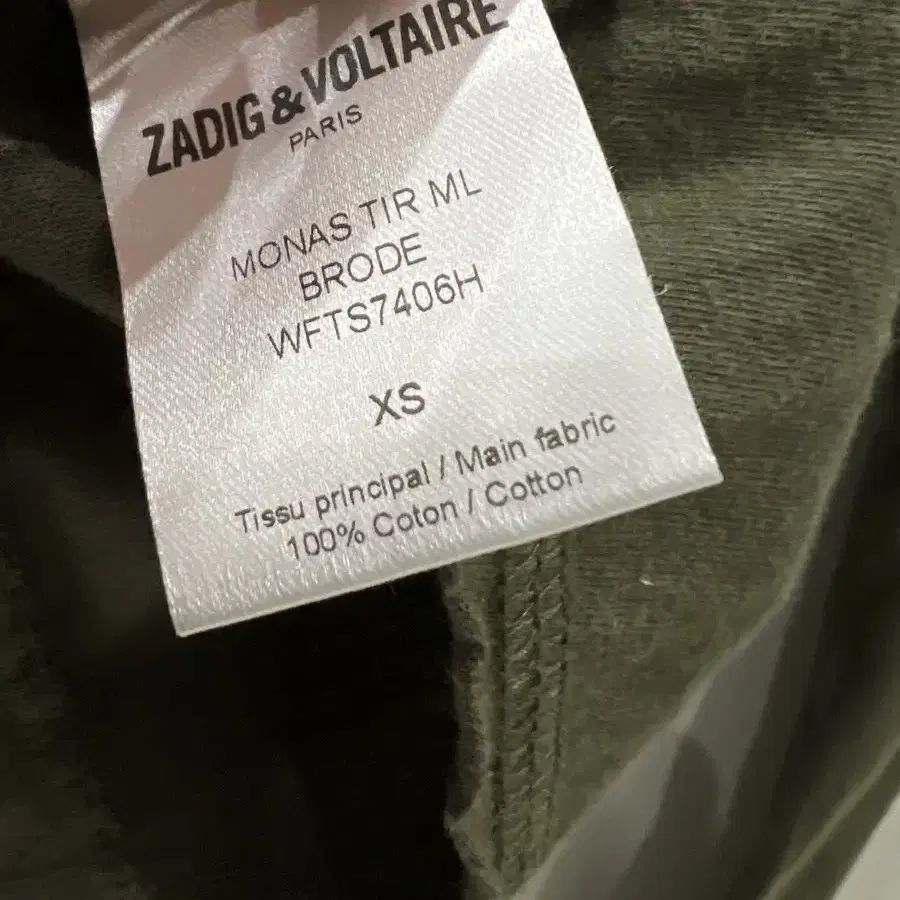 ZADIG & VOLTAIRE
PARIS
MONAS TIR ML
BRODE
WFTS7406H
XS
Tissu principal / Main fabric
100% Coton / Cotton